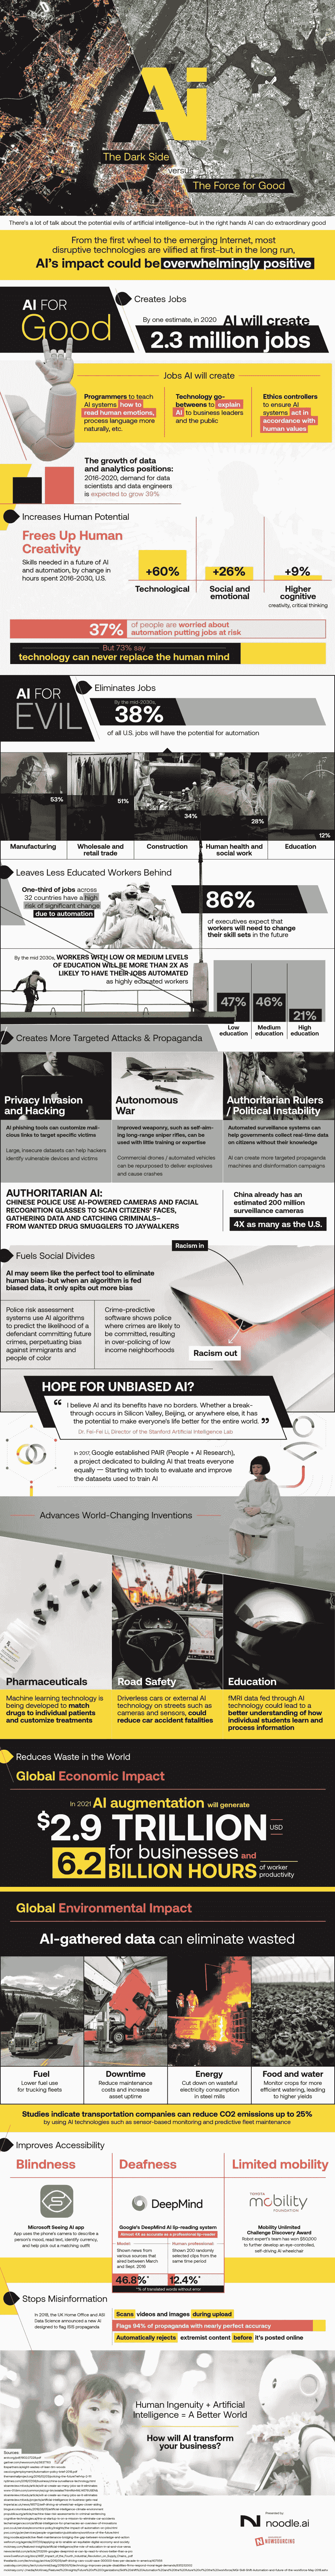 Ai
The Dark Side
versus
The Force for Good
There's a lot of talk about the potential evils of artificial intelligence–but in the right hands AI can do extraordinary good
From the first wheel to the emerging Internet, most
disruptive technologies are vilified at first–but in the long run,
AI's impact could be overwhelmingly positive
AI FOR
Good
Creates Jobs
By one estimate, in 2020 AI will create
2.3 million jobs
Jobs AI will create
Programmers to teach
AI systems how to
read human emotions,
process language more
naturally, etc.
Technology go-
betweens to explain
AI to business leaders
and the public
Ethics controllers
to ensure AI
systems act in
accordance with
human values
The growth of data
and analytics positions:
2016-2020, demand for data
scientists and data engineers
is expected to grow 39%
Increases Human Potential
Frees Up Human
Creativity
Skills needed in a future of AI
and automation, by change in
hours spent 2016-2030, U.S.
+60%
Technological
+26%
Social and
emotional
+9%
Higher
cognitive
creativity, critical thinking
37% of people are worried about
automation putting jobs at risk
But 73% say
technology can never replace the human mind
AI FOR
EVIL
Eliminates Jobs
By the mid-2030s,
38%
of all U.S. jobs will have the potential for automation
53%
51%
34%
28%
12%
Manufacturing
Wholesale and
retail trade
Construction
Human health and
social work
Education
Leaves Less Educated Workers Behind
One-third of jobs across
32 countries have a high
risk of significant change
due to automation
86%
of executives expect that
workers will need to change
their skill sets in the future
By the mid 2030s, WORKERS WITH LOW OR MEDIUM LEVELS
OF EDUCATION WILL BE MORE THAN 2X AS
LIKELY TO HAVE THEIR JOBS AUTOMATED
as highly educated workers
47%
46%
21%
Low
education
Medium
education
High
education
Creates More Targeted Attacks & Propaganda
Privacy Invasion
and Hacking
AI phishing tools can customize mali-
cious links to target specific victims
Large, insecure datasets can help hackers
identify vulnerable devices and victims
Autonomous
War
Improved weaponry, such as self-aim-
ing long-range sniper rifles, can be
used with little training or expertise
Commercial drones / automated vehicles
can be repurposed to deliver explosives
and cause crashes
Authoritarian Rulers
/ Political Instability
Automated surveillance systems can
help governments collect real-time data
on citizens without their knowledge
AI can create more targeted propaganda
machines and disinformation campaigns
AUTHORITARIAN AI:
CHINESE POLICE USE AI-POWERED CAMERAS AND FACIAL
RECOGNITION GLASSES TO SCAN CITIZENS' FACES,
GATHERING DATA AND CATCHING CRIMINALS–
FROM WANTED DRUG SMUGGLERS TO JAYWALKERS
China already has an
estimated 200 million
surveillance cameras
4X as many as the U.S.
Fuels Social Divides
Racism in
AI may seem like the perfect tool to eliminate
human bias–but when an algorithm is fed
biased data, it only spits out more bias
Police risk assessment
systems use AI algorithms
to predict the likelihood of a
defendant committing future
crimes, perpetuating bias
against immigrants and
people of color
Crime-predictive
software shows police
where crimes are likely to
be committed, resulting
in over-policing of low
income neighborhoods
Racism out
HOPE FOR UNBIASED AI?
“ I believe AI and its benefits have no borders. Whether a break-
through occurs in Silicon Valley, Beijing, or anywhere else, it has
the potential to make everyone's life better for the entire world. ”
Dr. Fei-Fei Li, Director of the Stanford Artificial Intelligence Lab
In 2017, Google established PAIR (People + AI Research),
a project dedicated to building AI that treats everyone
equally — Starting with tools to evaluate and improve
the datasets used to train AI
Advances World-Changing Inventions
Pharmaceuticals
Machine learning technology is
being developed to match
drugs to individual patients
and customize treatments
Road Safety
Driverless cars or external AI
technology on streets such as
cameras and sensors, could
reduce car accident fatalities
Education
fMRI data fed through AI
technology could lead to a
better understanding of how
individual students learn and
process information
Reduces Waste in the World
Global Economic Impact
In 2021 AI augmentation will generate
$2.9 TRILLION USD
for businesses and
6.2 BILLION HOURS of worker
productivity
Global Environmental Impact
AI-gathered data can eliminate wasted
Fuel
Lower fuel use
for trucking fleets
Downtime
Reduce maintenance
costs and increase
asset uptime
Energy
Cut down on wasteful
electricity consumption
in steel mills
Food and water
Monitor crops for more
efficient watering, leading
to higher yields
Studies indicate transportation companies can reduce CO2 emissions up to 25%
by using AI technologies such as sensor-based monitoring and predictive fleet maintenance
Improves Accessibility
Blindness
Microsoft Seeing AI app
App uses the phone's camera to describe a
person's mood, read text, identify currency,
and help pick out a matching outfit
Deafness
DeepMind
Google's DeepMind AI lip-reading system
Almost 4X as accurate as a professional lip-reader
Model:
Shown news from
various sources that
aired between March
and Sept. 2016
Human professional:
Shown 200 randomly
selected clips from the
same time period
46.8%*
12.4%*
*% of translated words without error
Limited mobility
TOYOTA
mobility
FOUNDATION
Mobility Unlimited
Challenge Discovery Award
Robot expert's team has won $50,000
to further develop an eye-controlled,
self-driving AI wheelchair
Stops Misinformation
In 2018, the UK Home Office and ASI
Data Science announced a new AI
designed to flag ISIS propaganda
Scans videos and images during upload
Flags 94% of propaganda with nearly perfect accuracy
Automatically rejects extremist content before it's posted online
Human Ingenuity + Artificial
Intelligence = A Better World
How will AI transform
your business?
Sources
Presented by
N noodle.ai
NOWSOURCING